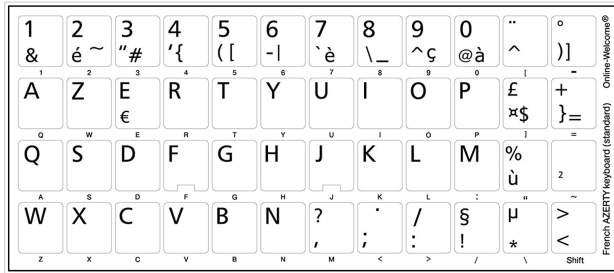 1 2 3 4 5 6 7 8 9 0 ¨ °
& é ~ "# '{ ( [ -| `è \_ ^ç @à ^ )]
1 2 3 4 5 6 7 8 9 0 [ -
A Z E R T Y U I O P £ +
€ ¤$ }=
Q W E R T Y U I O P ] =
Q S D F G H J K L M %
ù 2
A S D F G H J K L : " ~
W X C V B N ? . / § µ >
, ; : ! * <
Z X C V B N M < > / \ Shift
French AZERTY keyboard (standard) Online-Welcome®